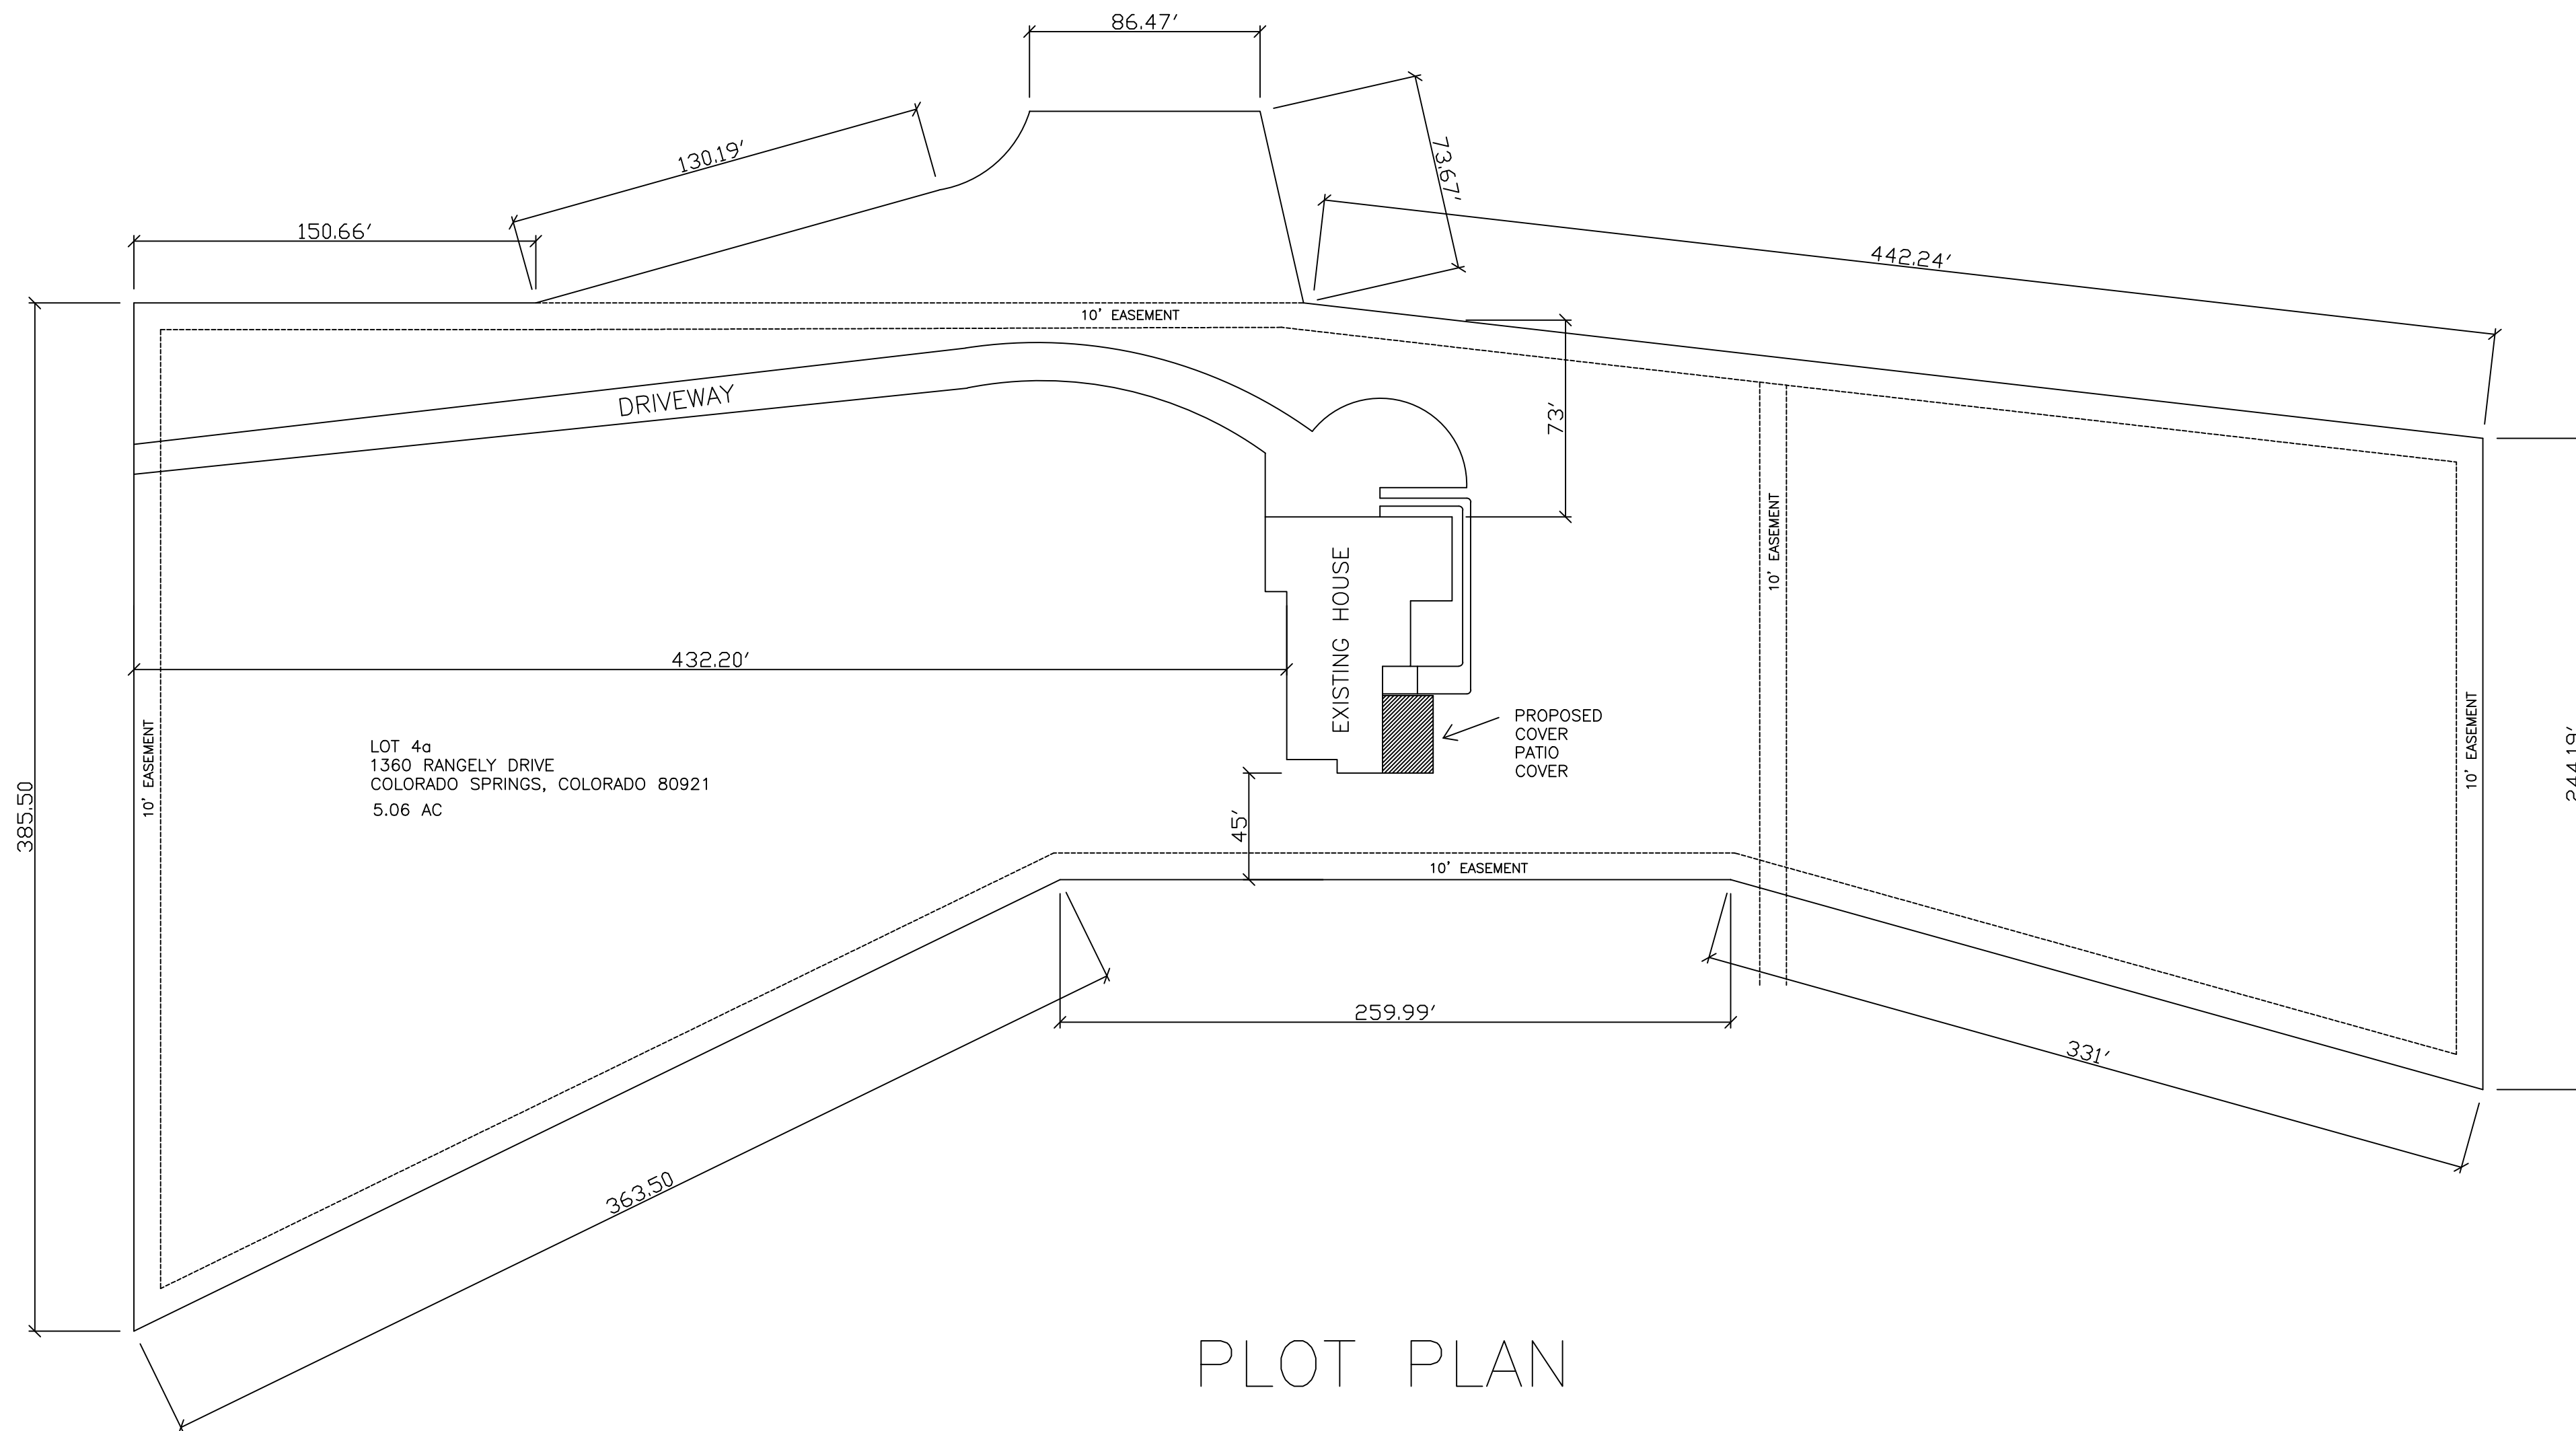 86.47'
130.19'
73.67'
150.66'
442.24'
10' EASEMENT
DRIVEWAY
73'
10' EASEMENT
EXISTING HOUSE
432.20'
PROPOSED
COVER
PATIO
COVER
LOT 4a
1360 RANGELY DRIVE
COLORADO SPRINGS, COLORADO 80921
5.06 AC
10' EASEMENT
385.50
10' EASEMENT
244.19'
45'
10' EASEMENT
259.99'
331'
363.50
PLOT PLAN